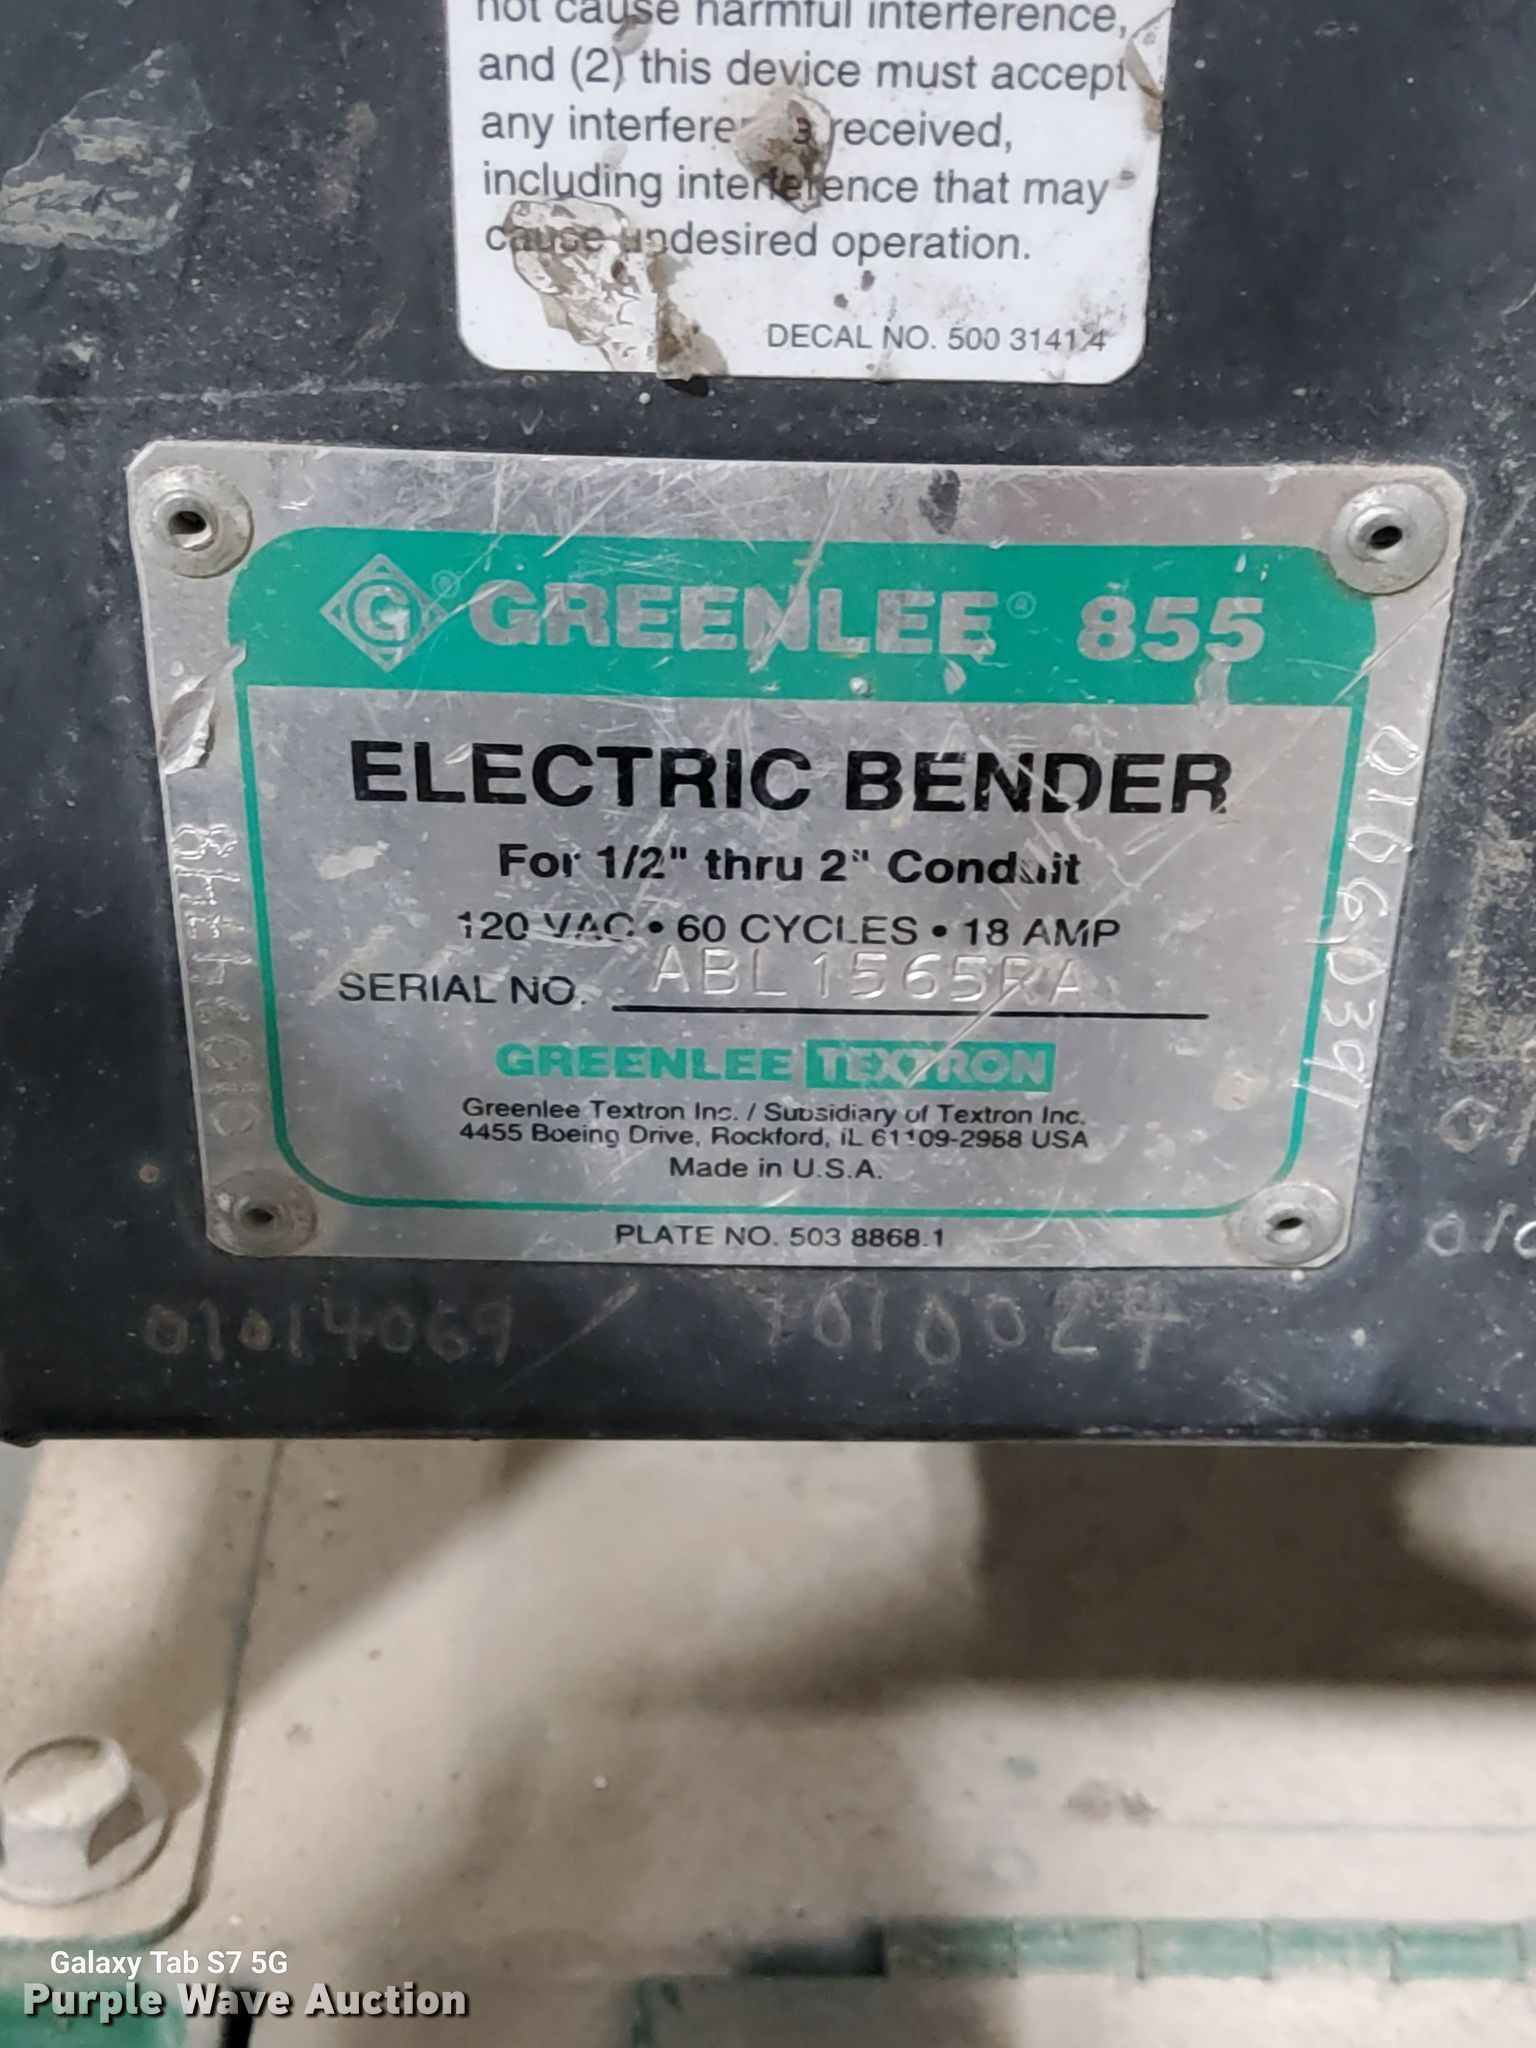 not cause harmful interference,
and (2) this device must accept
any interference received,
including interference that may
cause undesired operation.
DECAL NO. 500 3141.4
G® GREENLEE® 855
ELECTRIC BENDER
For 1/2" thru 2" Conduit
120 VAC • 60 CYCLES • 18 AMP
SERIAL NO. ABL1565RA
GREENLEE TEXTRON
Greenlee Textron Inc. / Subsidiary of Textron Inc.
4455 Boeing Drive, Rockford, IL 61109-2988 USA
Made in U.S.A.
PLATE NO. 503 8868.1
01660391
01014069
1010024
Galaxy Tab S7 5G
Purple Wave Auction